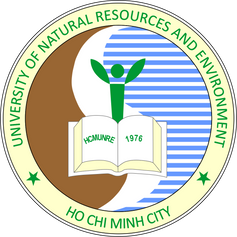 UNIVERSITY OF NATURAL RESOURCES AND ENVIRONMENT
HCMUNRE 1976
HO CHI MINH CITY